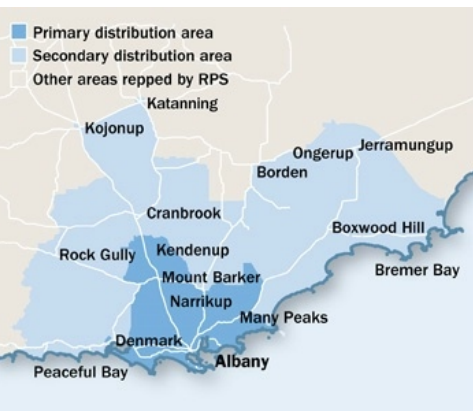 Primary distribution area
Secondary distribution area
Other areas repped by RPS
Katanning
Kojonup
Ongerup
Jerramungup
Borden
Cranbrook
Boxwood Hill
Rock Gully
Kendenup
Bremer Bay
Mount Barker
Narrikup
Many Peaks
Denmark
Albany
Peaceful Bay